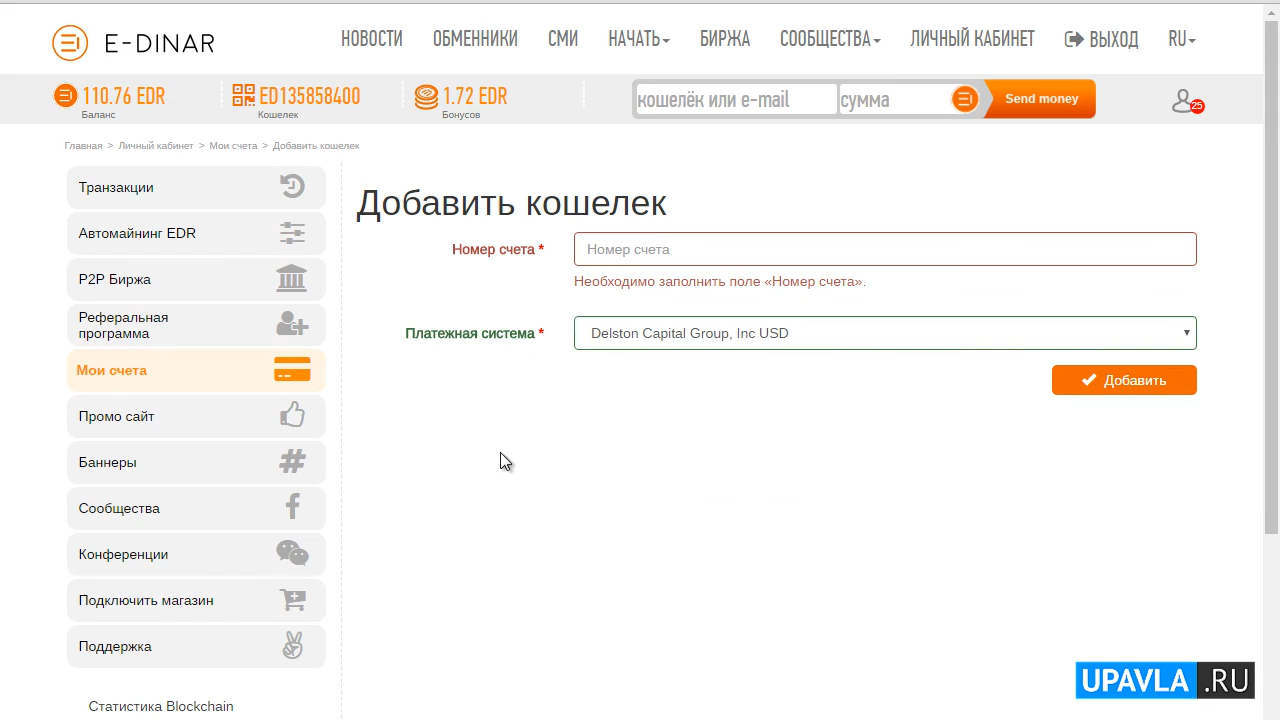 E-DINAR
НОВОСТИ ОБМЕННИКИ СМИ НАЧАТЬ БИРЖА СООБЩЕСТВА ЛИЧНЫЙ КАБИНЕТ ВЫХОД RU
110.76 EDR
Баланс
ED135858400
Кошелек
1.72 EDR
Бонусов
кошелёк или e-mail сумма Send money
25
Главная > Личный кабинет > Мои счета > Добавить кошелек
Транзакции
Автомайнинг EDR
P2P Биржа
Реферальная
программа
Мои счета
Промо сайт
Баннеры
Сообщества
Конференции
Подключить магазин
Поддержка
Статистика Blockchain
Добавить кошелек
Номер счета * Номер счета
Необходимо заполнить поле «Номер счета».
Платежная система * Delston Capital Group, Inc USD
Добавить
UPAVLA.RU